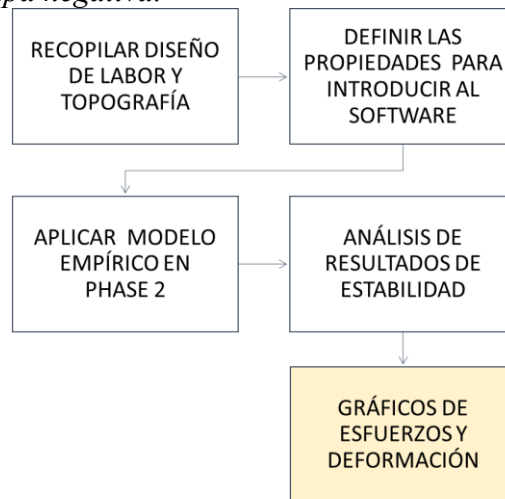 negativa.
RECOPILAR DISEÑO
DE LABOR Y
TOPOGRAFÍA
DEFINIR LAS
PROPIEDADES PARA
INTRODUCIR AL
SOFTWARE
APLICAR MODELO
EMPÍRICO EN
PHASE 2
ANÁLISIS DE
RESULTADOS DE
ESTABILIDAD
GRÁFICOS DE
ESFUERZOS Y
DEFORMACIÓN